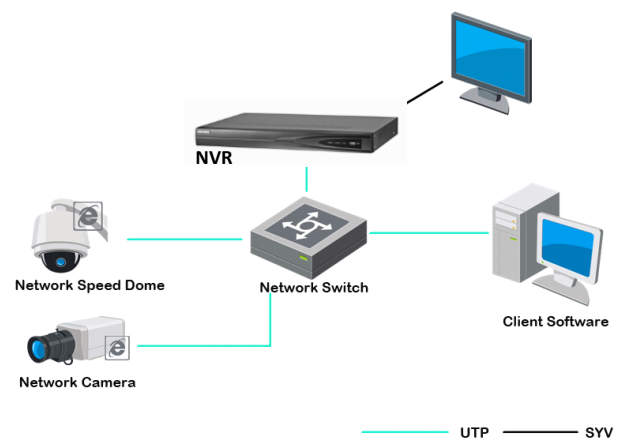 NVR
Network Speed Dome
Network Switch
Client Software
Network Camera
UTP
SYV